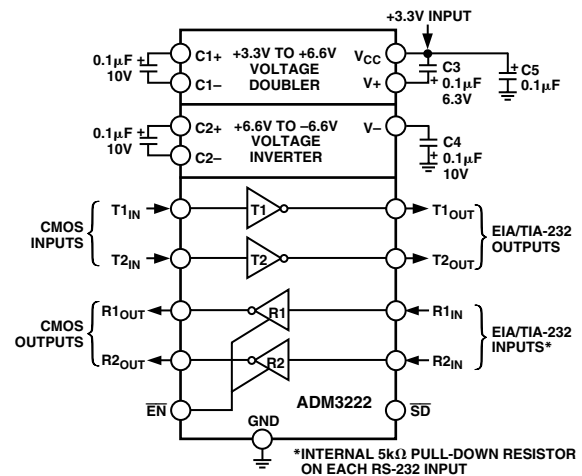 +3.3V INPUT
0.1μF
10V
+
C1+
C1–
+3.3V TO +6.6V
VOLTAGE
DOUBLER
VCC
V+
C3
+ 0.1μF
6.3V
+
C5
0.1μF
0.1μF
10V
+
C2+
C2–
+6.6V TO –6.6V
VOLTAGE
INVERTER
V–
C4
+ 0.1μF
10V
CMOS
INPUTS
T1IN
T2IN
T1
T2
T1OUT
T2OUT
EIA/TIA-232
OUTPUTS
CMOS
OUTPUTS
R1OUT
R2OUT
R1
R2
R1IN
R2IN
EIA/TIA-232
INPUTS*
EN
ADM3222
SD
GND
*INTERNAL 5kΩ PULL-DOWN RESISTOR
ON EACH RS-232 INPUT